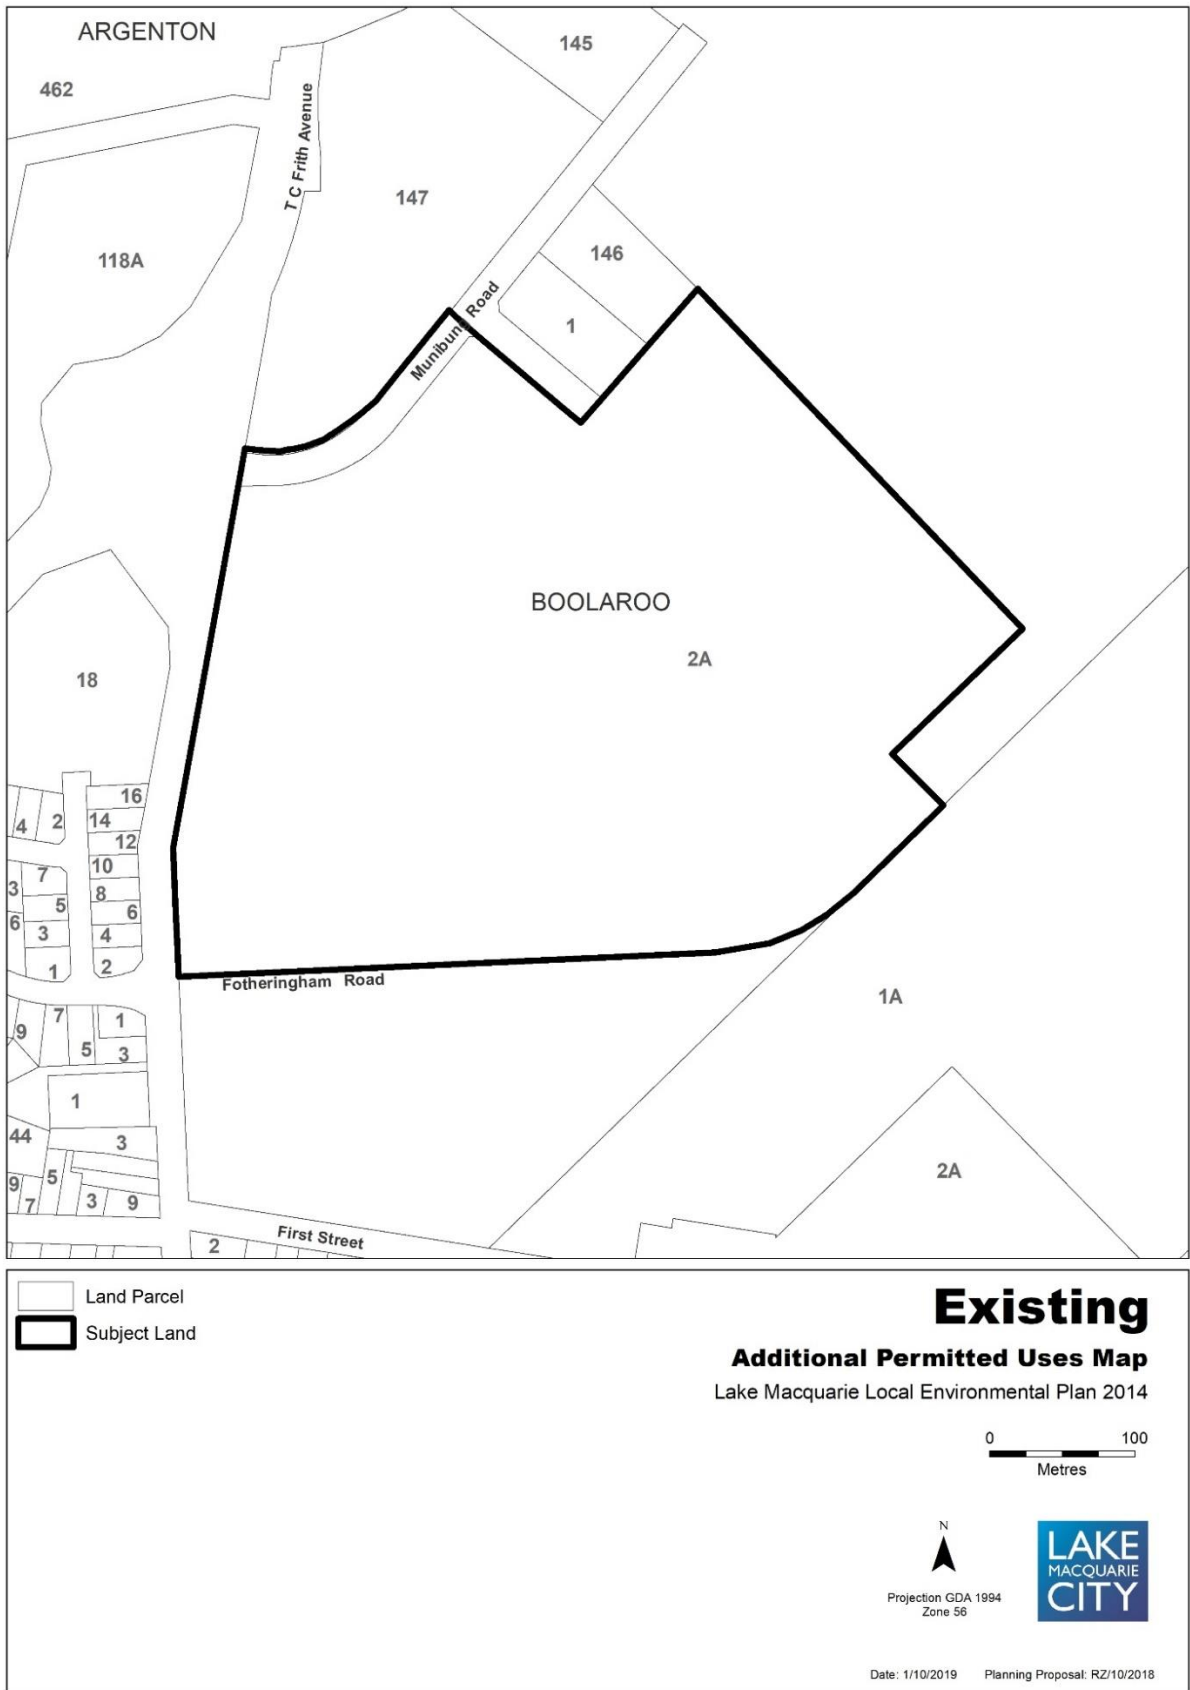 ARGENTON
145
462
T C Frith Avenue
147
118A
146
Munibung Road
1
BOOLAROO
2A
18
16
4
2
14
12
7
10
3
8
5
6
6
3
4
1
2
Fotheringham Road
1A
7
1
9
5
3
1
44
3
2A
5
9
7
3
9
First Street
2
Land Parcel
Subject Land
Existing
Additional Permitted Uses Map
Lake Macquarie Local Environmental Plan 2014
0 100
Metres
N
Projection GDA 1994
Zone 56
LAKE
MACQUARIE
CITY
Date: 1/10/2019 Planning Proposal: RZ/10/2018